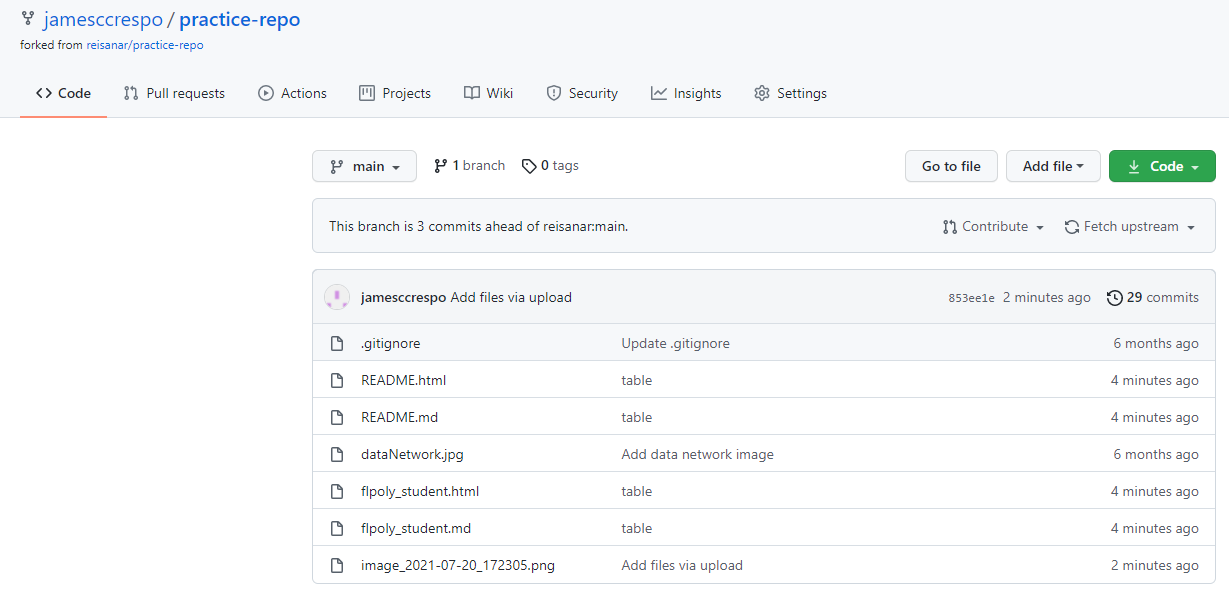 jamesccrespo / practice-repo
forked from reisanar/practice-repo
Code Pull requests Actions Projects Wiki Security Insights Settings
main 1 branch 0 tags Go to file Add file Code
This branch is 3 commits ahead of reisanar:main. Contribute Fetch upstream
jamesccrespo Add files via upload 853ee1e 2 minutes ago 29 commits
.gitignore Update .gitignore 6 months ago
README.html table 4 minutes ago
README.md table 4 minutes ago
dataNetwork.jpg Add data network image 6 months ago
flpoly_student.html table 4 minutes ago
flpoly_student.md table 4 minutes ago
image_2021-07-20_172305.png Add files via upload 2 minutes ago